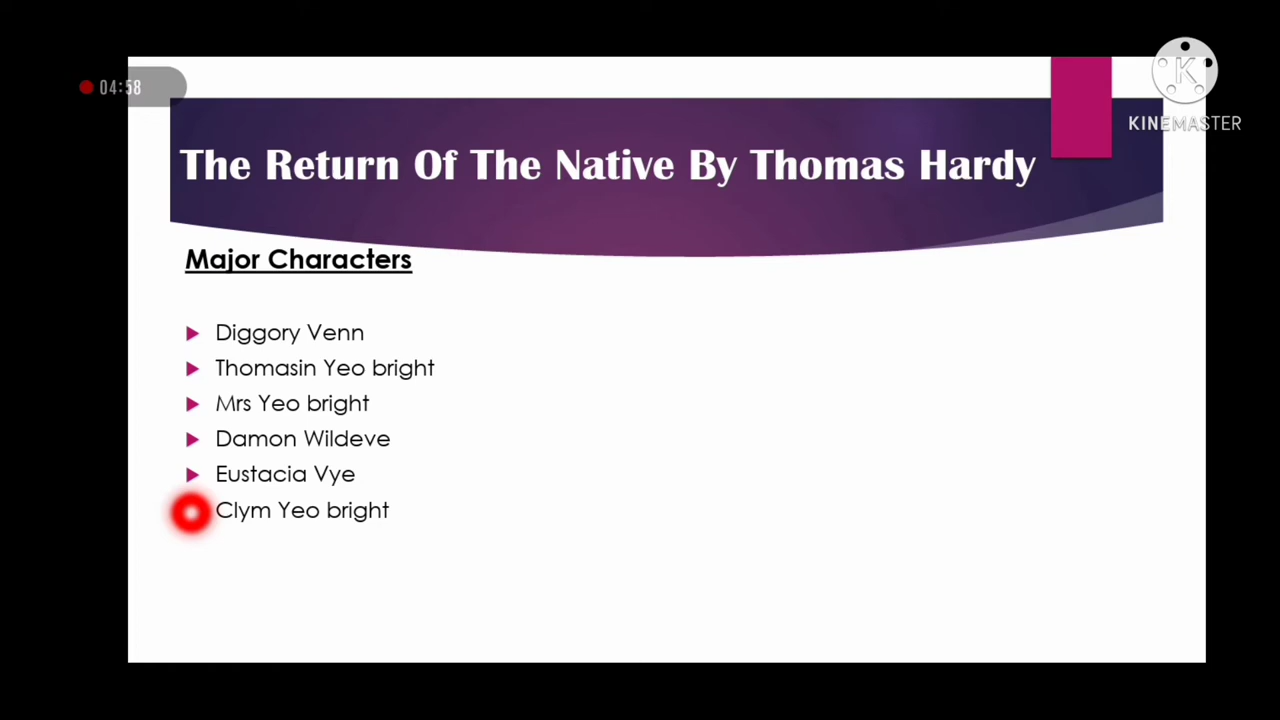 04:58
KINEMASTER
The Return Of The Native By Thomas Hardy
Major Characters
Diggory Venn
Thomasin Yeo bright
Mrs Yeo bright
Damon Wildeve
Eustacia Vye
Clym Yeo bright